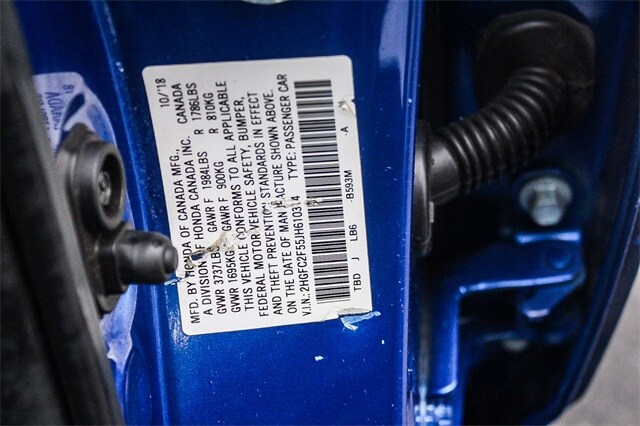 MFD. BY HONDA OF CANADA MFG., 10/18
A DIVISION OF HONDA CANADA INC. CANADA
GVWR 3737LBS GAWR F 1984LBS R 1786LBS
GVWR 1695KG GAWR F 900KG R 810KG
THIS VEHICLE CONFORMS TO ALL APPLICABLE
FEDERAL MOTOR VEHICLE SAFETY, BUMPER,
AND THEFT PREVENTION STANDARDS IN EFFECT
ON THE DATE OF MANUFACTURE SHOWN ABOVE.
V.I.N.: 2HGFC2F55JH610314 TYPE: PASSENGER CAR
TBD J LB6 -B593M -A